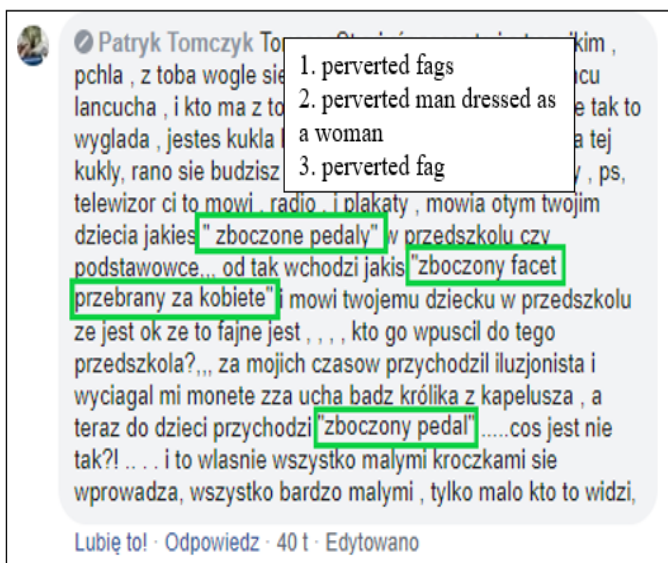 Patryk Tomczyk
kim ,
1. perverted fags
2. perverted man dressed as
a woman
3. perverted fag
pchla , z toba wogle sie
lancucha , i kto ma z to
e tak to
wyglada , jestes kukla
a tej
kukly, rano sie budzisz
y , ps,
telewizor ci to mowi , radio , i plakaty , mowia otym twoim
dziecia jakies " zboczone pedaly" w przedszkolu czy
podstawowce,,, od tak wchodzi jakis "zboczony facet
przebrany za kobiete" i mowi twojemu dziecku w przedszkolu
ze jest ok ze to fajne jest , , , , kto go wpuscil do tego
przedszkola?,,, za mojich czasow przychodzil iluzjonista i
wyciagal mi monete zza ucha badz królika z kapelusza , a
teraz do dzieci przychodzi "zboczony pedal" .....cos jest nie
tak?! .. . . i to wlasnie wszystko malymi kroczkami sie
wprowadza, wszystko bardzo malymi , tylko malo kto to widzi,
Lubię to! · Odpowiedz · 40 t · Edytowano